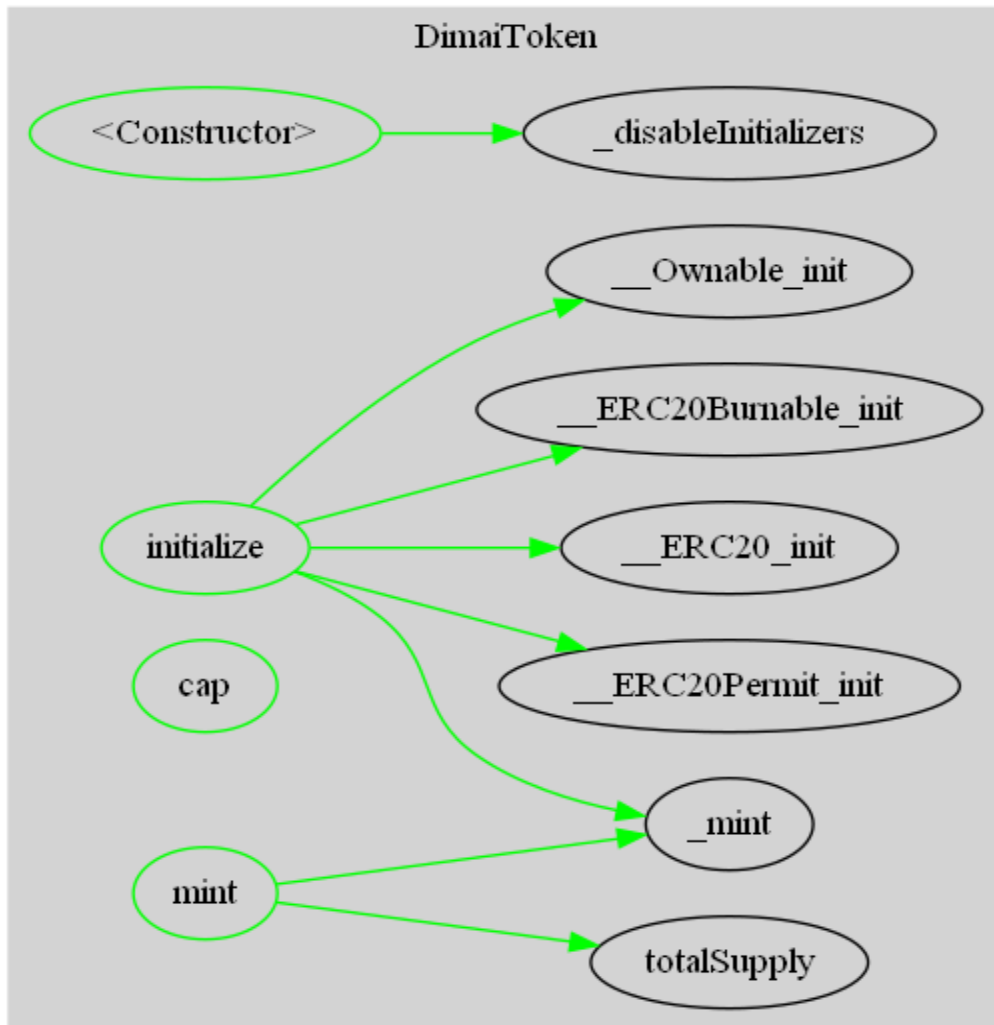 DimaiToken
<Constructor>
_disableInitializers
__Ownable_init
__ERC20Burnable_init
initialize
__ERC20_init
cap
__ERC20Permit_init
_mint
mint
totalSupply